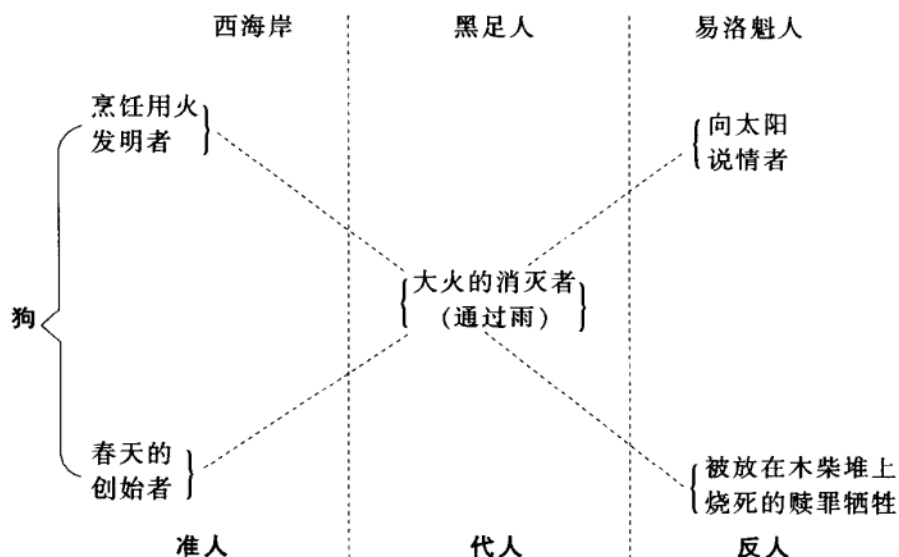 西海岸
黑足人
易洛魁人
烹饪用火
发明者
向太阳
说情者
大火的消灭者
(通过雨)
狗
春天的
创始者
被放在木柴堆上
烧死的赎罪牺牲
准人
代人
反人